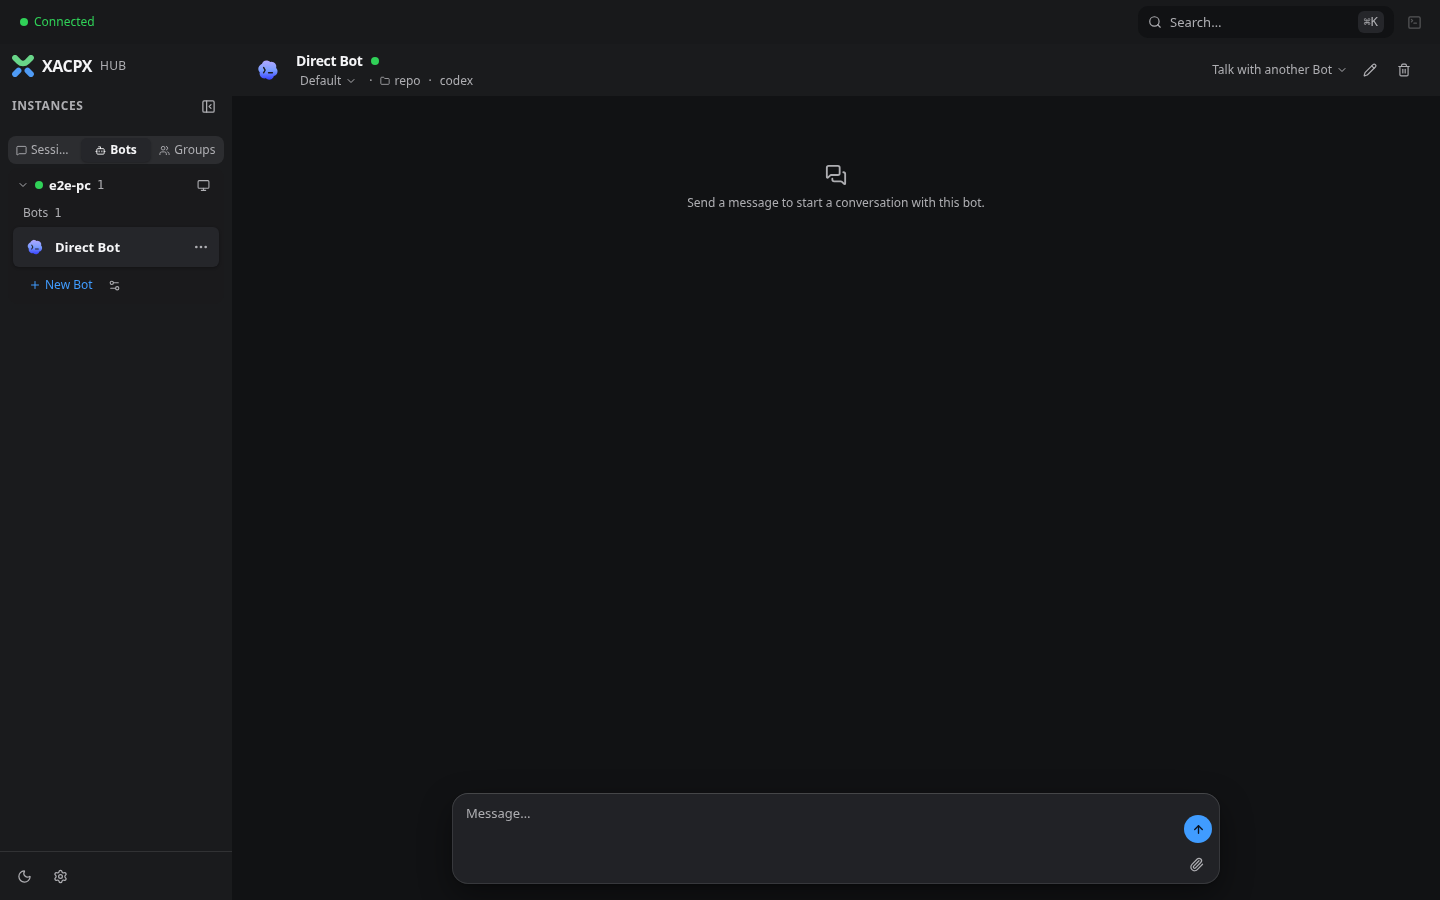 Connected
Search...
⌘K
XACPX HUB
INSTANCES
Sessi...
Bots
Groups
e2e-pc 1
Bots 1
Direct Bot
New Bot
Direct Bot
Default · repo · codex
Talk with another Bot
Send a message to start a conversation with this bot.
Message...